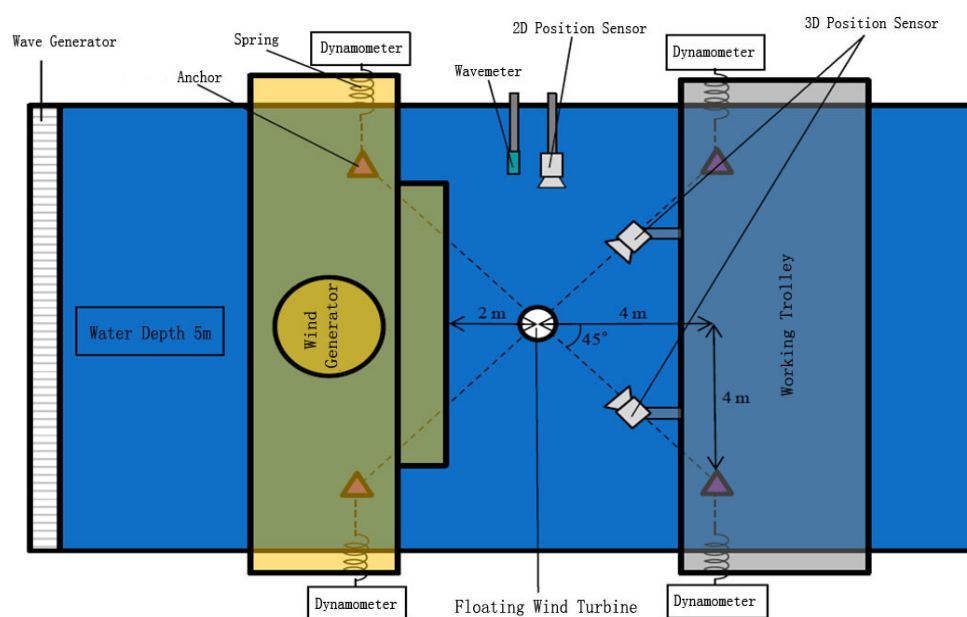 3D Position Sensor
2D Position Sensor
Wave Generator
Spring
Dynamometer
Dynamometer
Wavemeter
Anchor
Wind
Generator
Working Trolley
2 m
4 m
Water Depth 5m
45°
4 m
Dynamometer
Dynamometer
Floating Wind Turbine